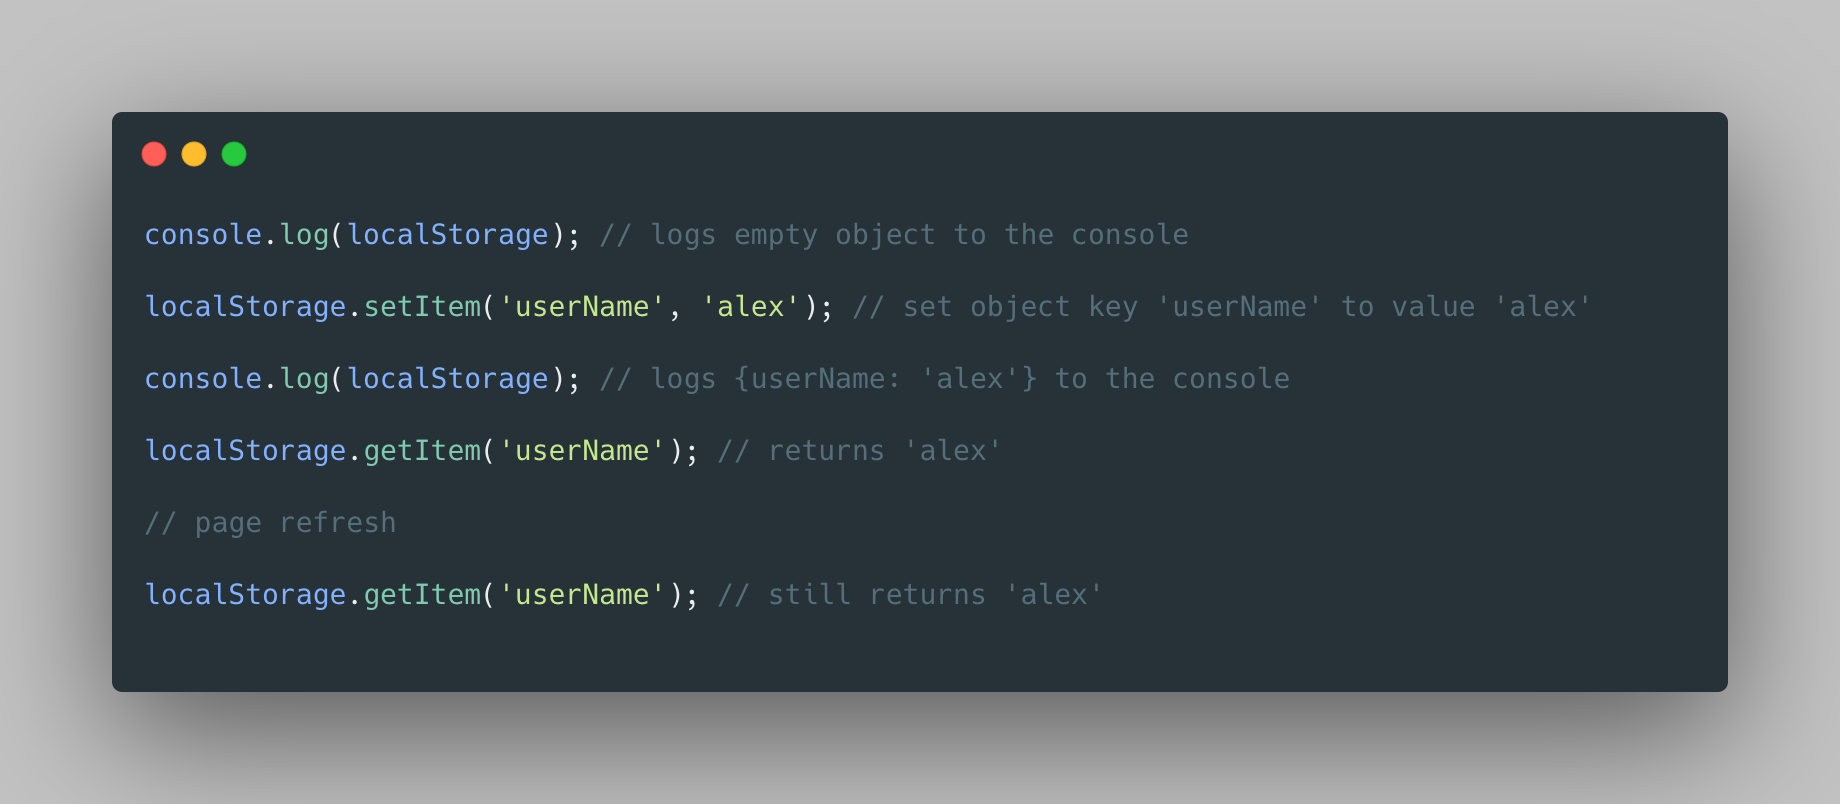 console.log(localStorage); // logs empty object to the console
localStorage.setItem('userName', 'alex'); // set object key 'userName' to value 'alex'
console.log(localStorage); // logs {userName: 'alex'} to the console
localStorage.getItem('userName'); // returns 'alex'
// page refresh
localStorage.getItem('userName'); // still returns 'alex'